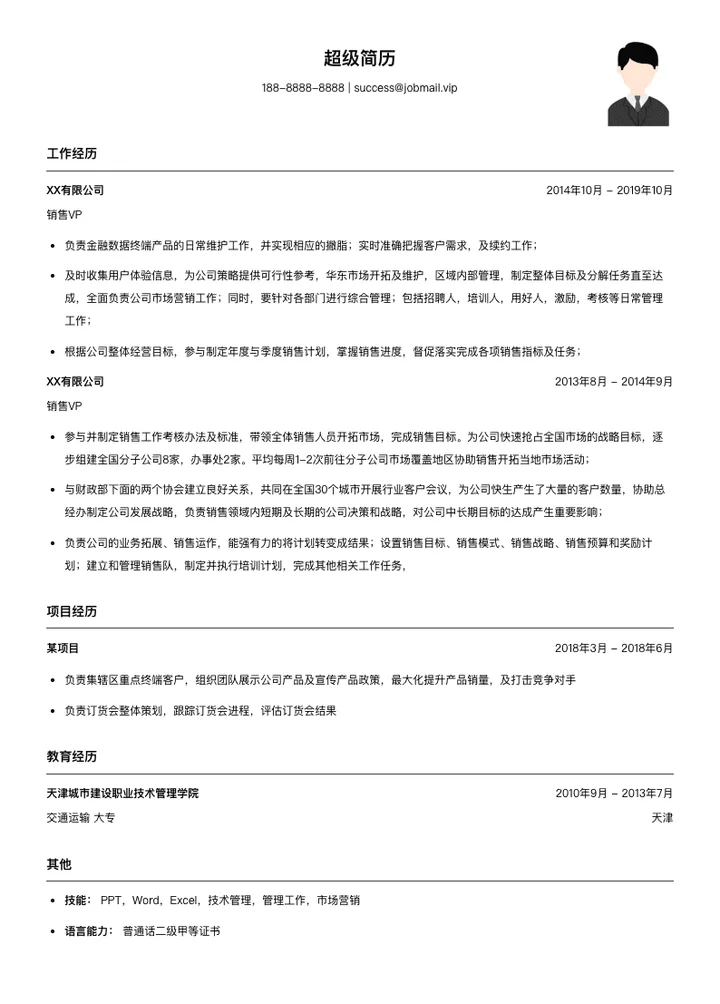 超级简历
188-8888-8888 | success@jobmail.vip
工作经历
XX有限公司 2014年10月 - 2019年10月
销售VP
• 负责金融数据终端产品的日常维护工作，并实现相应的撇脂；实时准确把握客户需求，及续约工作；
• 及时收集用户体验信息，为公司策略提供可行性参考，华东市场开拓及维护，区域内部管理，制定整体目标及分解任务直至达
成，全面负责公司市场营销工作；同时，要针对各部门进行综合管理；包括招聘人，培训人，用好人，激励，考核等日常管理
工作；
• 根据公司整体经营目标，参与制定年度与季度销售计划，掌握销售进度，督促落实完成各项销售指标及任务；
XX有限公司 2013年8月 - 2014年9月
销售VP
• 参与并制定销售工作考核办法及标准，带领全体销售人员开拓市场，完成销售目标。为公司快速抢占全国市场的战略目标，逐
步组建全国分子公司8家，办事处2家。平均每周1-2次前往分子公司市场覆盖地区协助销售开拓当地市场活动；
• 与财政部下面的两个协会建立良好关系，共同在全国30个城市开展行业客户会议，为公司快生产生了大量的客户数量，协助总
经办制定公司发展战略，负责销售领域内短期及长期的公司决策和战略，对公司中长期目标的达成产生重要影响；
• 负责公司的业务拓展、销售运作，能强有力的将计划转变成结果；设置销售目标、销售模式、销售战略、销售预算和奖励计
划；建立和管理销售队，制定并执行培训计划，完成其他相关工作任务，
项目经历
某项目 2018年3月 - 2018年6月
• 负责集辖区重点终端客户，组织团队展示公司产品及宣传产品政策，最大化提升产品销量，及打击竞争对手
• 负责订货会整体策划，跟踪订货会进程，评估订货会结果
教育经历
天津城市建设职业技术管理学院 2010年9月 - 2013年7月
交通运输 大专 天津
其他
• 技能： PPT，Word，Excel，技术管理，管理工作，市场营销
• 语言能力： 普通话二级甲等证书